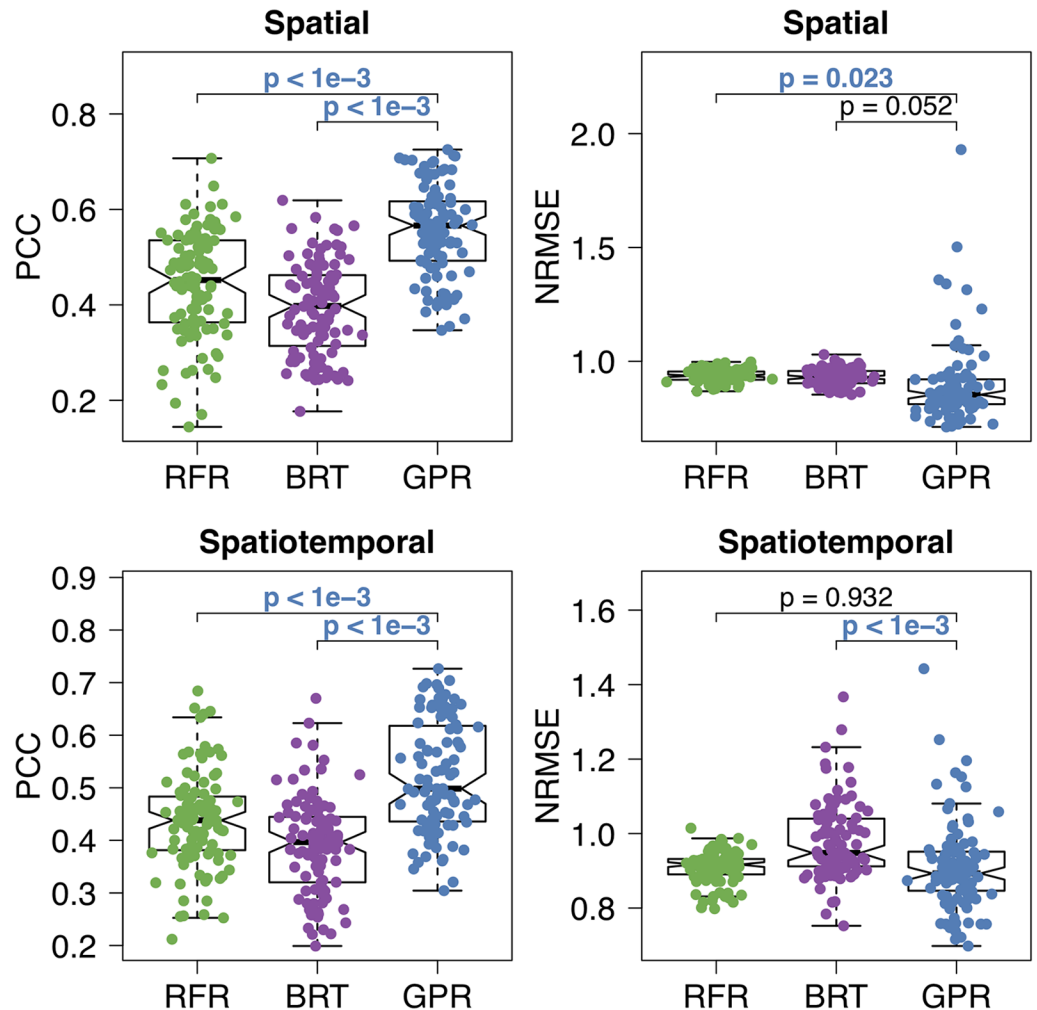 Spatial
PCC
0.8
0.6
0.4
0.2
p < 1e−3
p < 1e−3
RFR BRT GPR
Spatial
NRMSE
2.0
1.5
1.0
p = 0.023
p = 0.052
RFR BRT GPR
Spatiotemporal
PCC
0.9
0.8
0.7
0.6
0.5
0.4
0.3
0.2
p < 1e−3
p < 1e−3
RFR BRT GPR
Spatiotemporal
NRMSE
1.6
1.4
1.2
1.0
0.8
p = 0.932
p < 1e−3
RFR BRT GPR